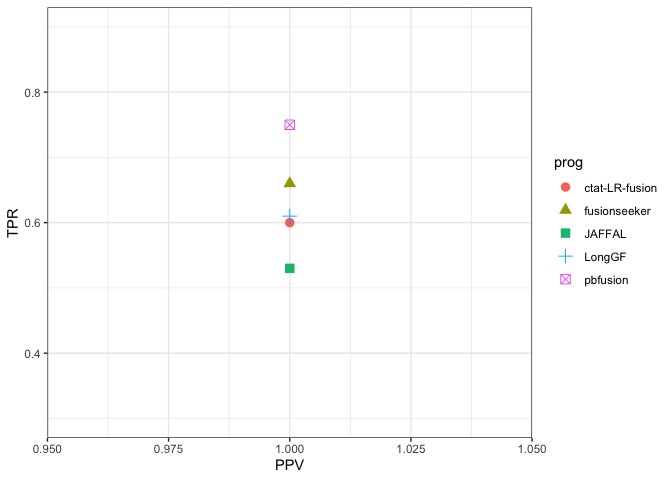 TPR
0.8
0.6
0.4
0.950
0.975
1.000
1.025
1.050
PPV
prog
ctat-LR-fusion
fusionseeker
JAFFAL
LongGF
pbfusion